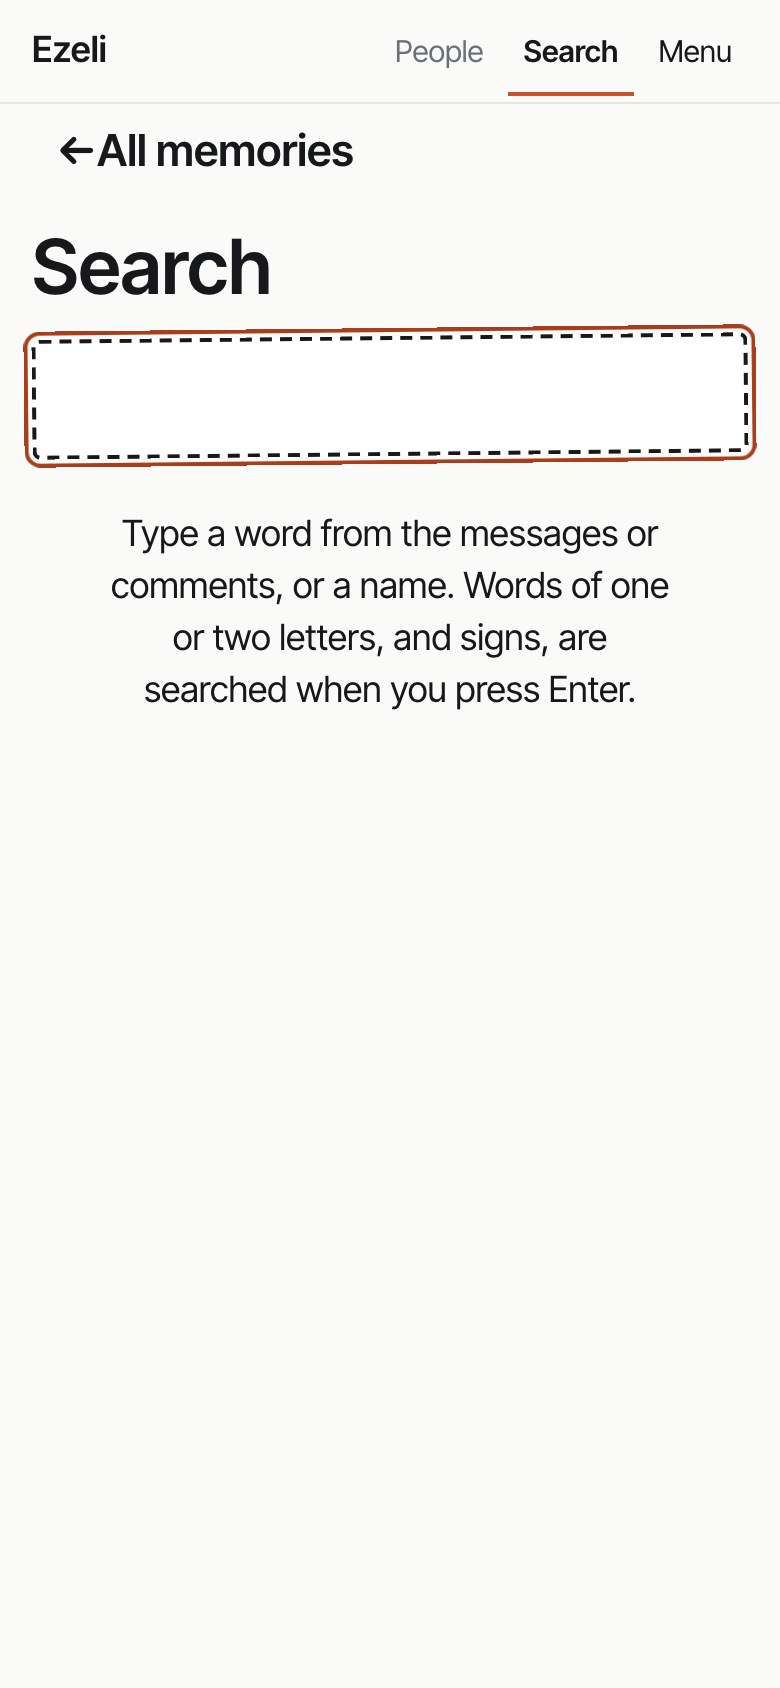 Ezeli
People
Search
Menu
←All memories
Search
Type a word from the messages or
comments, or a name. Words of one
or two letters, and signs, are
searched when you press Enter.